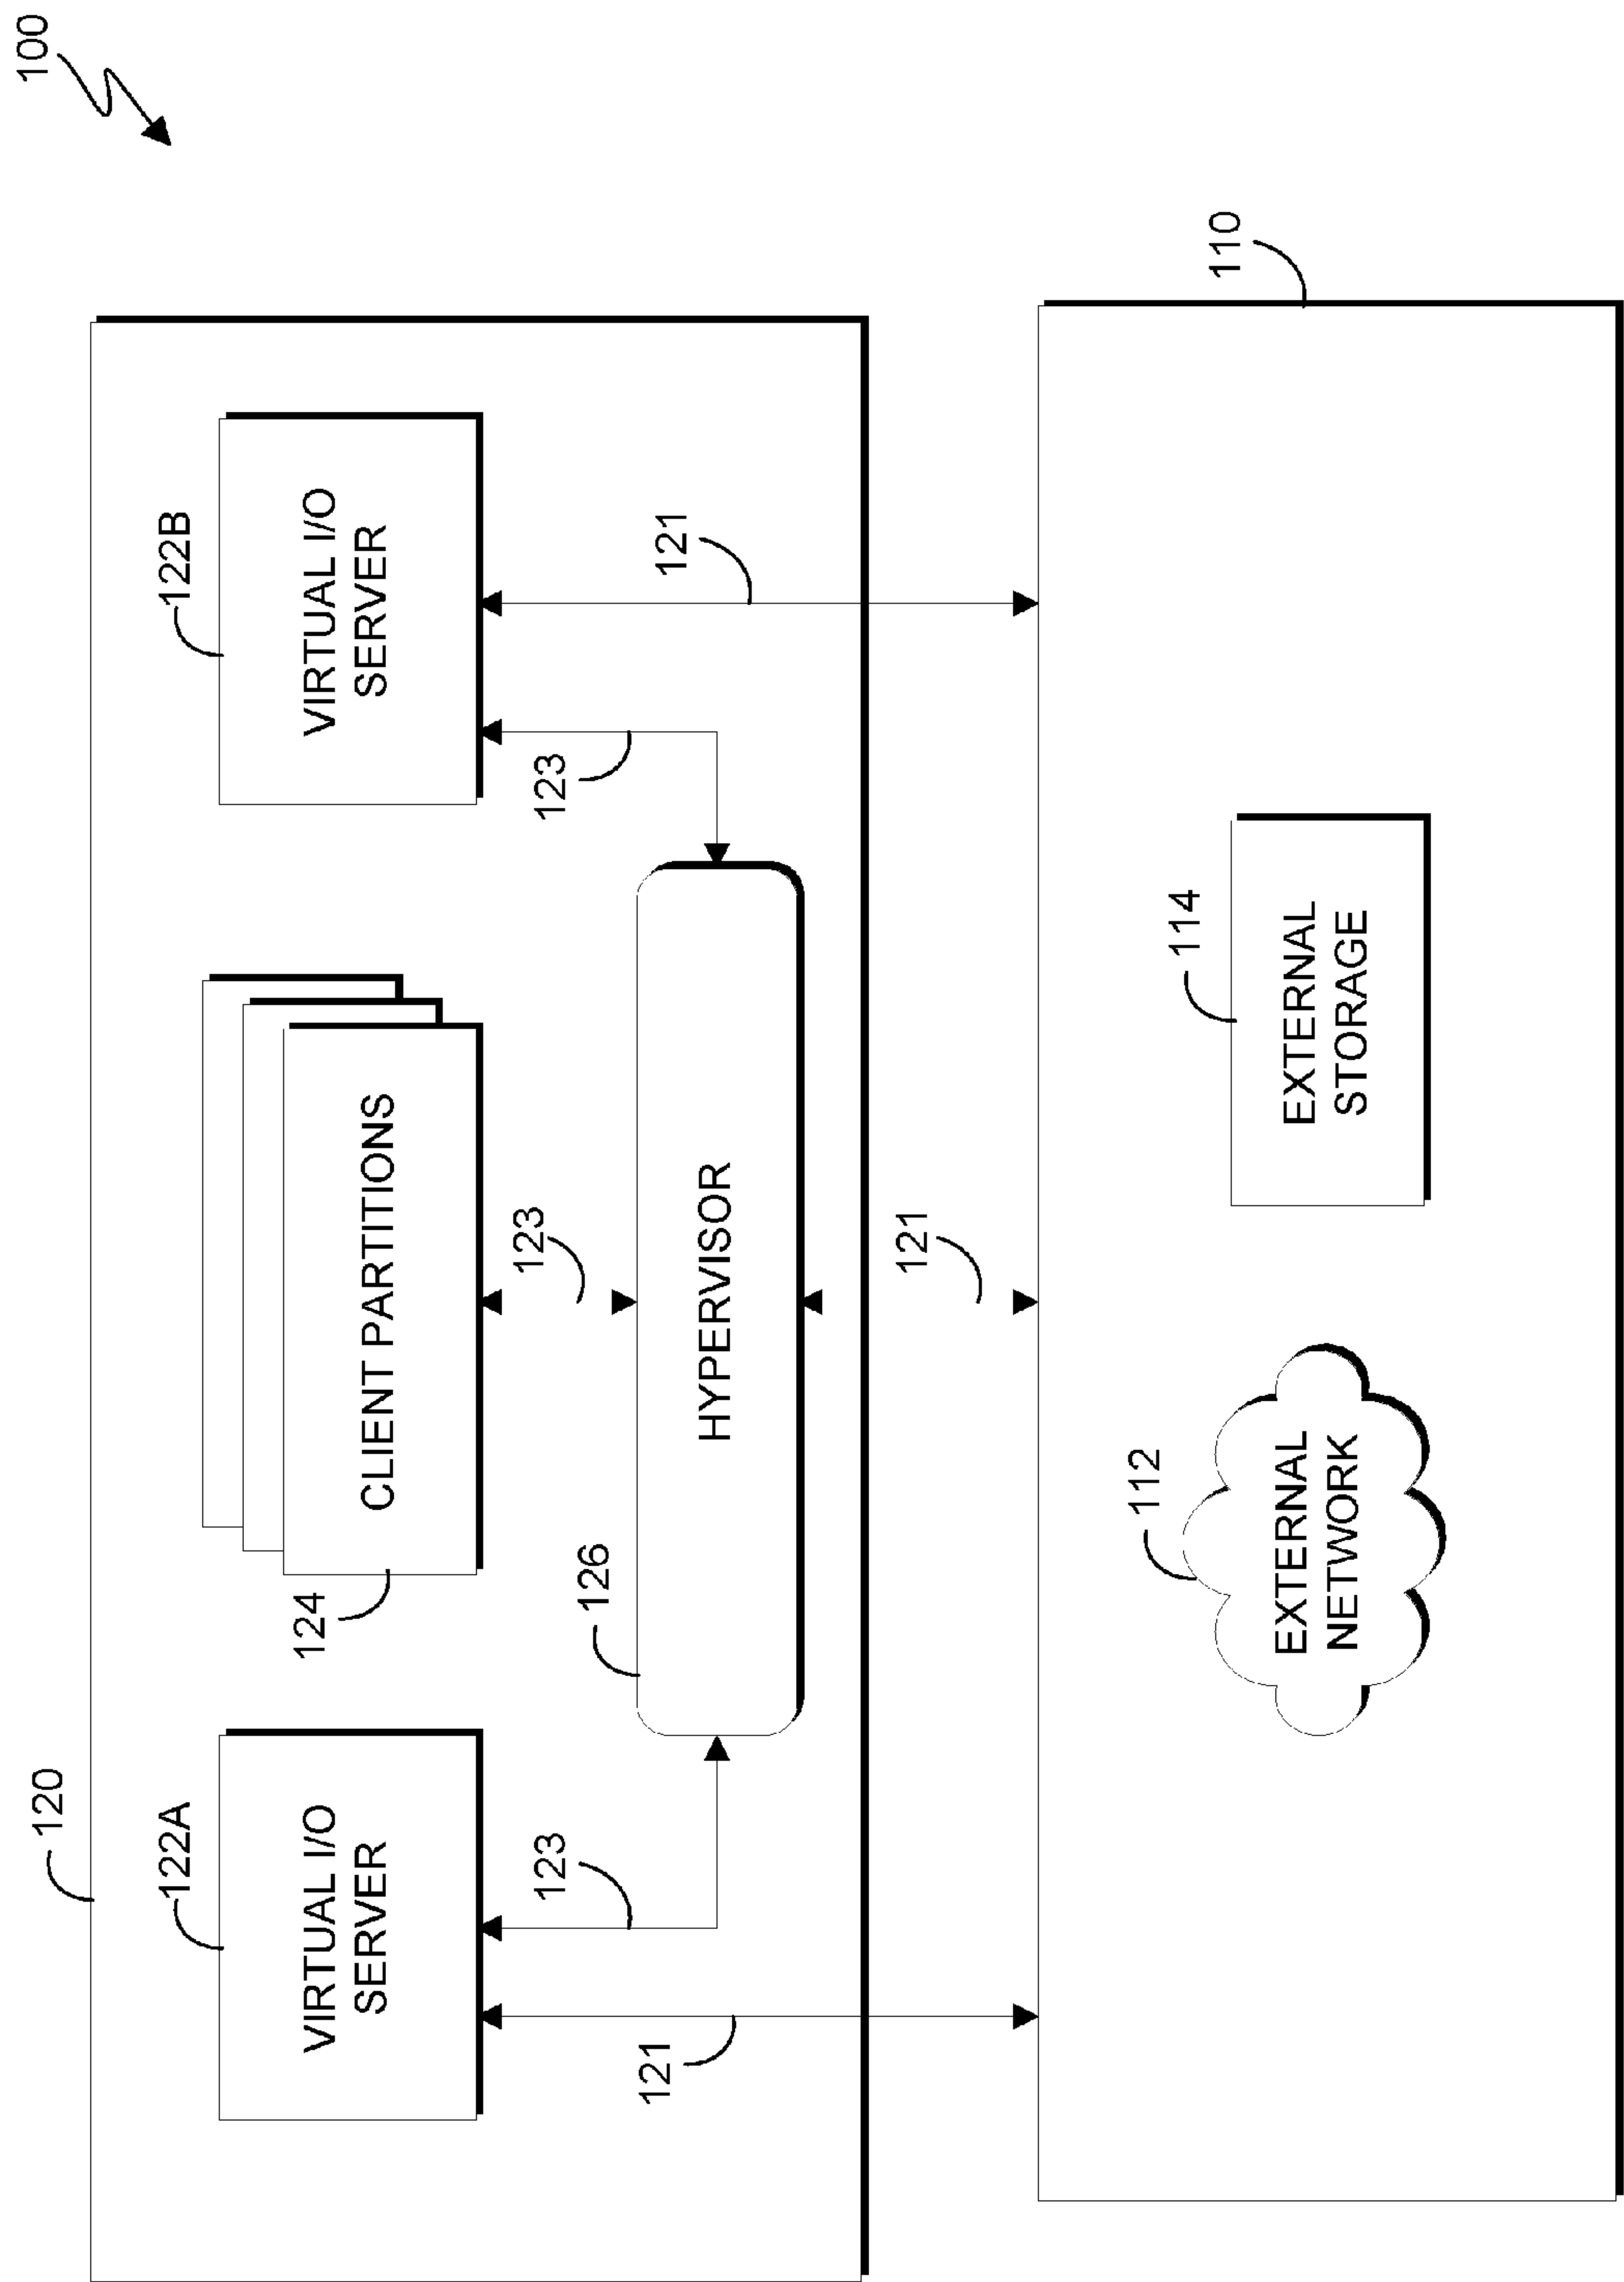 100
120
122A
VIRTUAL I/O
SERVER
124
CLIENT PARTITIONS
122B
VIRTUAL I/O
SERVER
123
123
123
126
HYPERVISOR
121
121
121
110
112
EXTERNAL
NETWORK
114
EXTERNAL
STORAGE